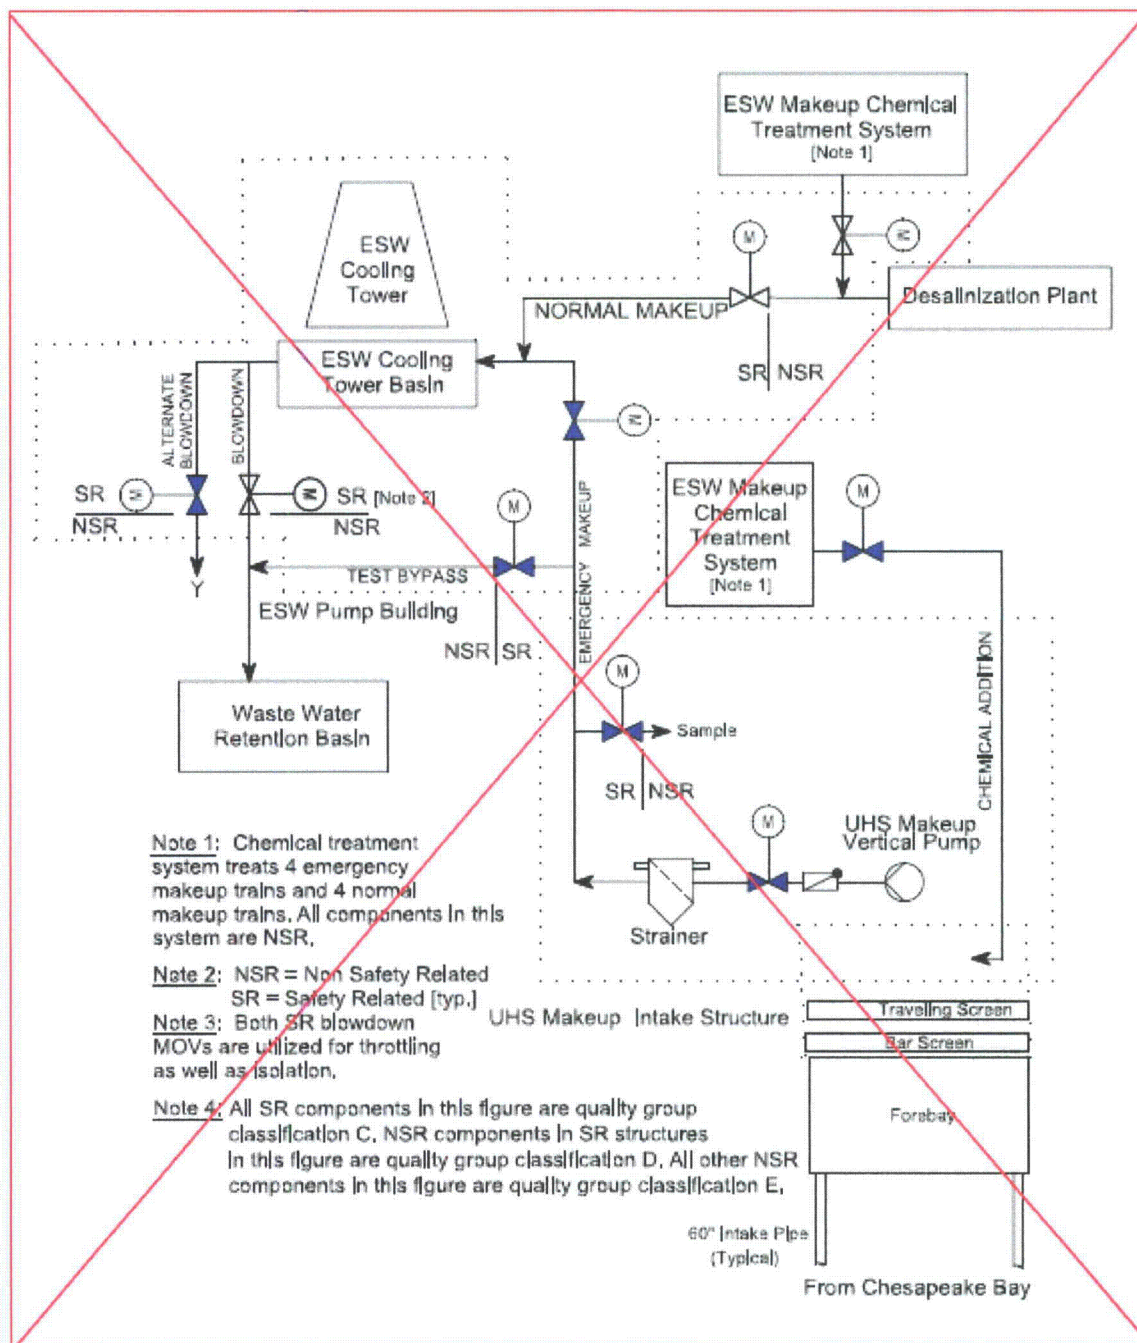 ESW Makeup Chemical
Treatment System
[Note 1]
M
M
ESW
Cooling
Tower
Desalinization Plant
NORMAL MAKEUP
SR NSR
ESW Cooling
Tower Basin
M
ALTERNATE
BLOWDOWN
BLOWDOWN
SR M
NSR
M SR [Note 2]
NSR
M
EMERGENCY MAKEUP
ESW Makeup
Chemical
Treatment
System
[Note 1]
M
TEST BYPASS
Y
ESW Pump Building
NSR SR
CHEMICAL ADDITION
Waste Water
Retention Basin
M
Sample
SR NSR
M
UHS Makeup
Vertical Pump
Strainer
Note 1: Chemical treatment
system treats 4 emergency
makeup trains and 4 normal
makeup trains. All components in this
system are NSR.
Note 2: NSR = Non Safety Related
SR = Safety Related [typ.]
Note 3: Both SR blowdown
MOVs are utilized for throttling
as well as isolation.
Note 4: All SR components in this figure are quality group
classification C. NSR components in SR structures
in this figure are quality group classification D. All other NSR
components in this figure are quality group classification E.
UHS Makeup Intake Structure
Traveling Screen
Bar Screen
Forebay
60" Intake Pipe
(Typical)
From Chesapeake Bay